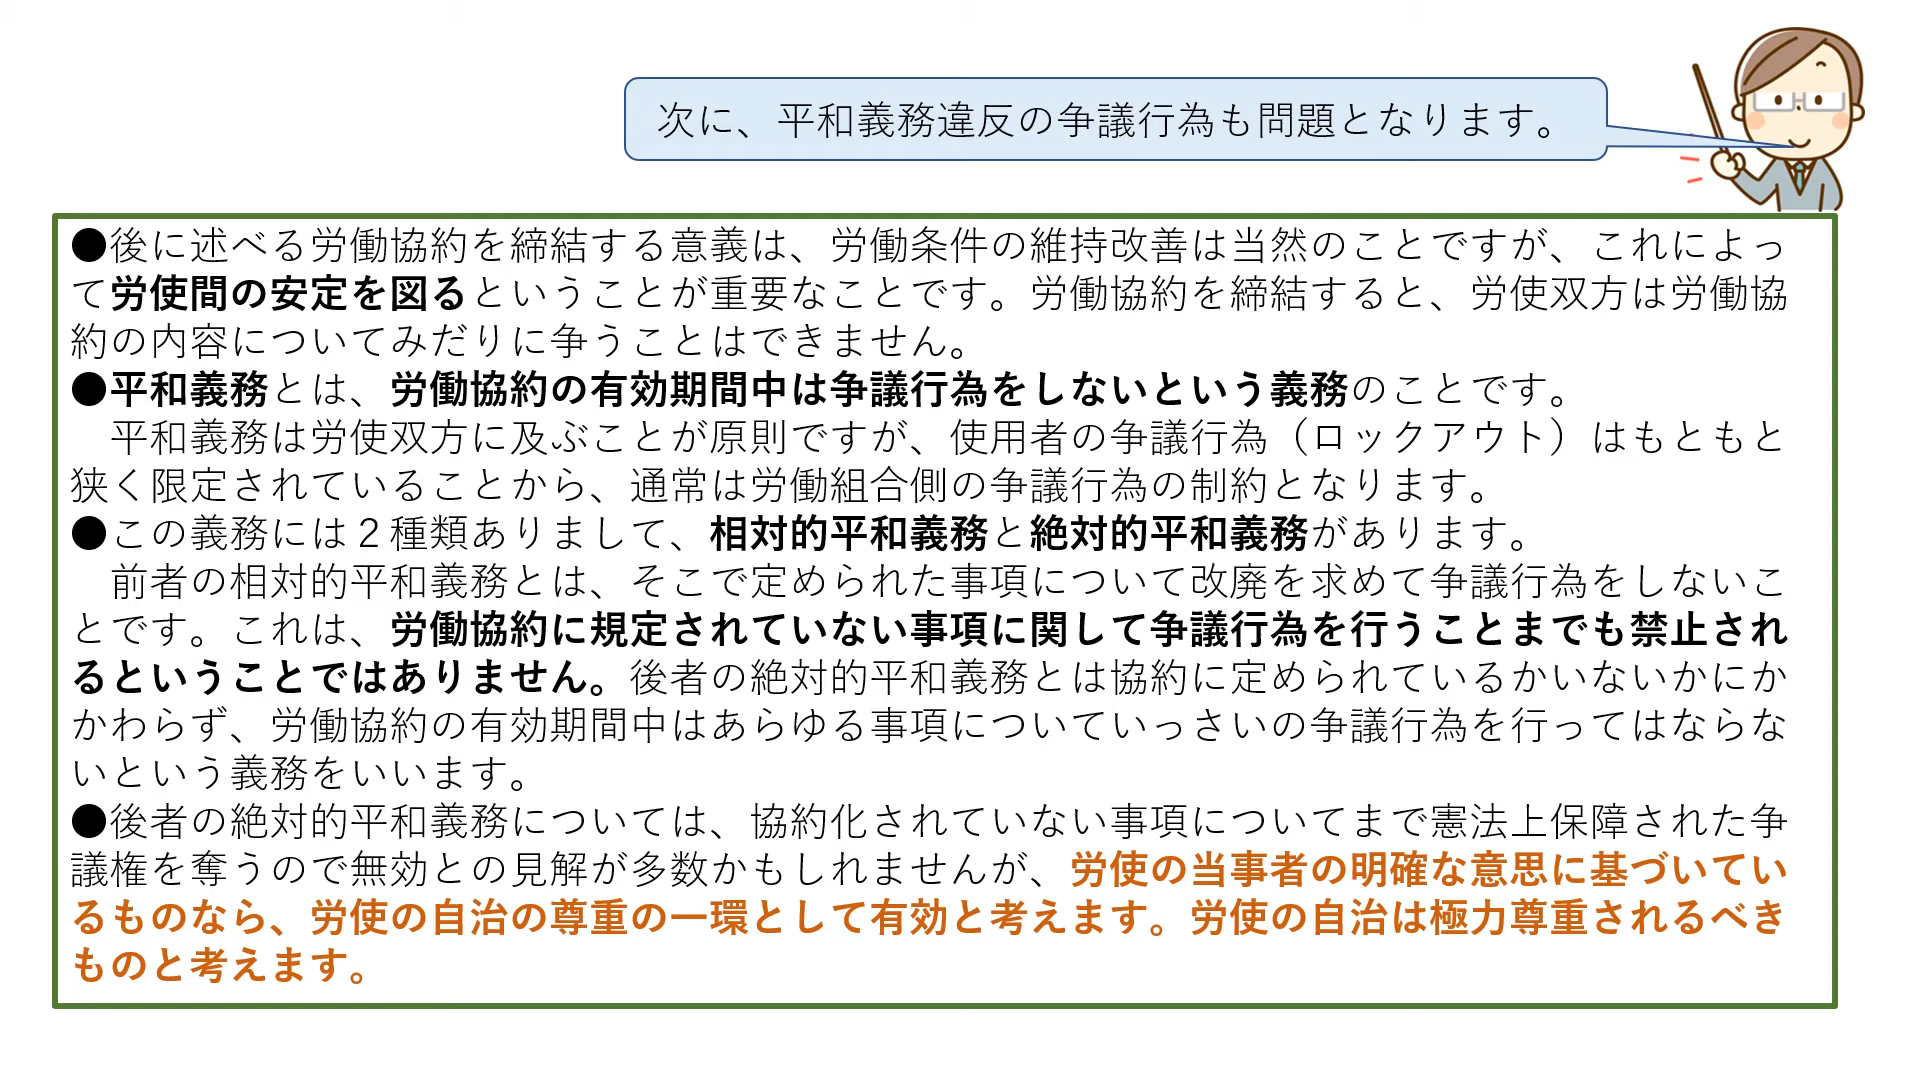 次に、平和義務違反の争議行為も問題となります。
●後に述べる労働協約を締結する意義は、労働条件の維持改善は当然のことですが、これによっ
て労使間の安定を図るということが重要なことです。労働協約を締結すると、労使双方は労働協
約の内容についてみだりに争うことはできません。
●平和義務とは、労働協約の有効期間中は争議行為をしないという義務のことです。
　平和義務は労使双方に及ぶことが原則ですが、使用者の争議行為（ロックアウト）はもともと
狭く限定されていることから、通常は労働組合側の争議行為の制約となります。
●この義務には２種類ありまして、相対的平和義務と絶対的平和義務があります。
　前者の相対的平和義務とは、そこで定められた事項について改廃を求めて争議行為をしないこ
とです。これは、労働協約に規定されていない事項に関して争議行為を行うことまでも禁止され
るということではありません。後者の絶対的平和義務とは協約に定められているかいないかにか
かわらず、労働協約の有効期間中はあらゆる事項についていっさいの争議行為を行ってはならな
いという義務をいいます。
●後者の絶対的平和義務については、協約化されていない事項についてまで憲法上保障された争
議権を奪うので無効との見解が多数かもしれませんが、労使の当事者の明確な意思に基づいてい
るものなら、労使の自治の尊重の一環として有効と考えます。労使の自治は極力尊重されるべき
ものと考えます。